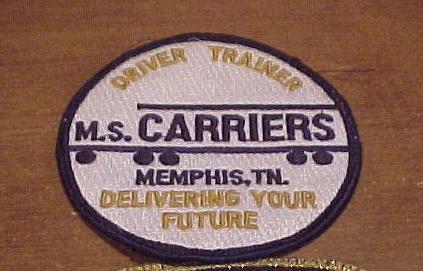 DRIVER TRAINER
M.S. CARRIERS
MEMPHIS, TN.
DELIVERING YOUR
FUTURE